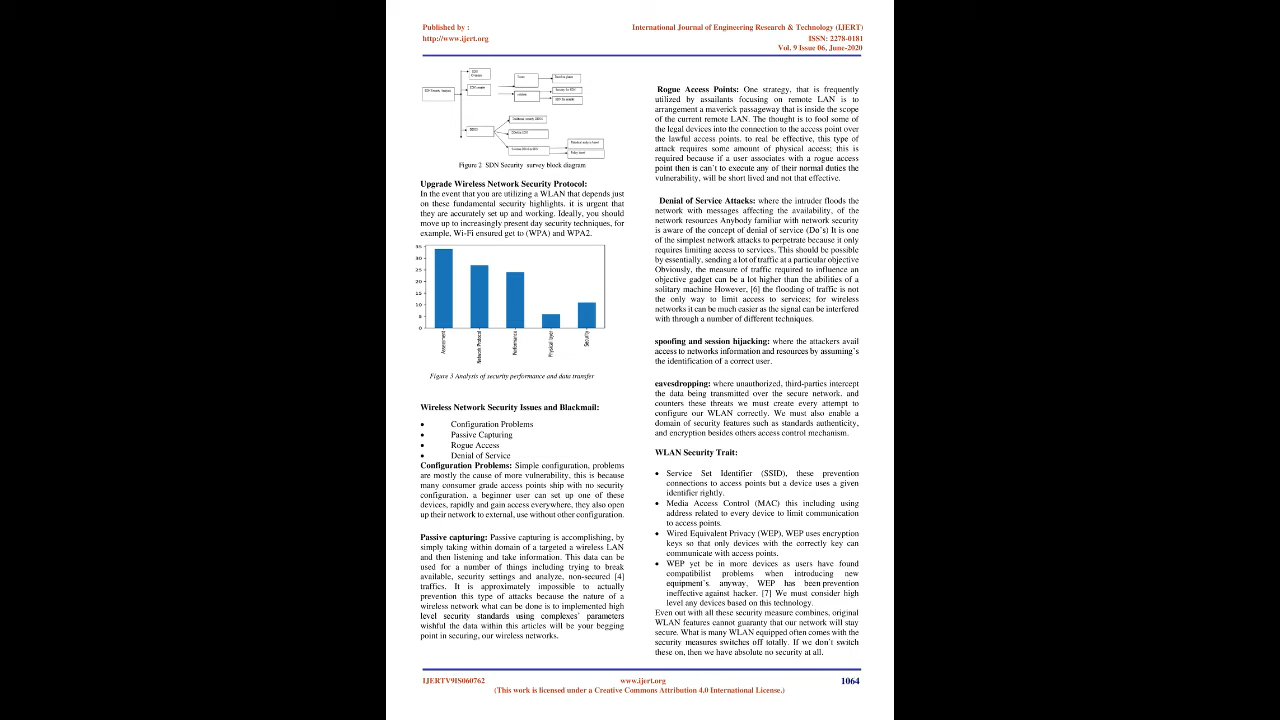 Published by :
http://www.ijert.org
International Journal of Engineering Research & Technology (IJERT)
ISSN: 2278-0181
Vol. 9 Issue 06, June-2020
Figure 2 SDN Security survey block diagram
Upgrade Wireless Network Security Protocol:
In the event that you are utilizing a WLAN that depends just
on these fundamental security highlights. it is urgent that
they are accurately set up and working. Ideally, you should
move up to increasingly present day security techniques, for
example, Wi-Fi ensured get to (WPA) and WPA2.
35
30
25
20
15
10
5
0
Assessment
Network Protocol
Performance
Physical layer
Security
Figure 3 Analysis of security performance and data transfer
Wireless Network Security Issues and Blackmail:
• Configuration Problems
• Passive Capturing
• Rogue Access
• Denial of Service
Configuration Problems: Simple configuration, problems
are mostly the cause of more vulnerability, this is because
many consumer grade access points ship with no security
configuration. a beginner user can set up one of these
devices, rapidly and gain access everywhere, they also open
up their network to external, use without other configuration.
Passive capturing: Passive capturing is accomplishing, by
simply taking within domain of a targeted a wireless LAN
and then listening and take information. This data can be
used for a number of things including trying to break
available, security settings and analyze, non-secured [4]
traffics. It is approximately impossible to actually
prevention this type of attacks because the nature of a
wireless network what can be done is to implemented high
level security standards using complexes’ parameters
wishful the data within this articles will be your begging
point in securing, our wireless networks.
Rogue Access Points: One strategy, that is frequently
utilized by assailants focusing on remote LAN is to
arrangement a maverick passageway that is inside the scope
of the current remote LAN. The thought is to fool some of
the legal devices into the connection to the access point over
the lawful access points. to real be effective, this type of
attack requires some amount of physical access; this is
required because if a user associates with a rogue access
point then is can’t to execute any of their normal duties the
vulnerability, will be short lived and not that effective.
Denial of Service Attacks: where the intruder floods the
network with messages affecting the availability, of the
network resources Anybody familiar with network security
is aware of the concept of denial of service (Do’s) It is one
of the simplest network attacks to perpetrate because it only
requires limiting access to services. This should be possible
by essentially, sending a lot of traffic at a particular objective
Obviously, the measure of traffic required to influence an
objective gadget can be a lot higher than the abilities of a
solitary machine However, [6] the flooding of traffic is not
the only way to limit access to services; for wireless
networks it can be much easier as the signal can be interfered
with through a number of different techniques.
spoofing and session hijacking: where the attackers avail
access to networks information and resources by assuming’s
the identification of a correct user.
eavesdropping: where unauthorized, third-parties intercept
the data being transmitted over the secure network. and
counters these threats we must create every attempt to
configure our WLAN correctly. We must also enable a
domain of security features such as standards authenticity,
and encryption besides others access control mechanism.
WLAN Security Trait:
• Service Set Identifier (SSID), these prevention
connections to access points but a device uses a given
identifier rightly.
• Media Access Control (MAC) this including using
address related to every device to limit communication
to access points.
• Wired Equivalent Privacy (WEP), WEP uses encryption
keys so that only devices with the correctly key can
communicate with access points.
• WEP yet be in more devices as users have found
compatibilist problems when introducing new
equipment’s. anyway, WEP has been prevention
ineffective against hacker. [7] We must consider high
level any devices based on this technology.
Even out with all these security measure combines, original
WLAN features cannot guaranty that our network will stay
secure. What is many WLAN equipped often comes with the
security measures switches off totally. If we don’t switch
these on, then we have absolute no security at all.
IJERTV9IS060762
www.ijert.org
1064
(This work is licensed under a Creative Commons Attribution 4.0 International License.)